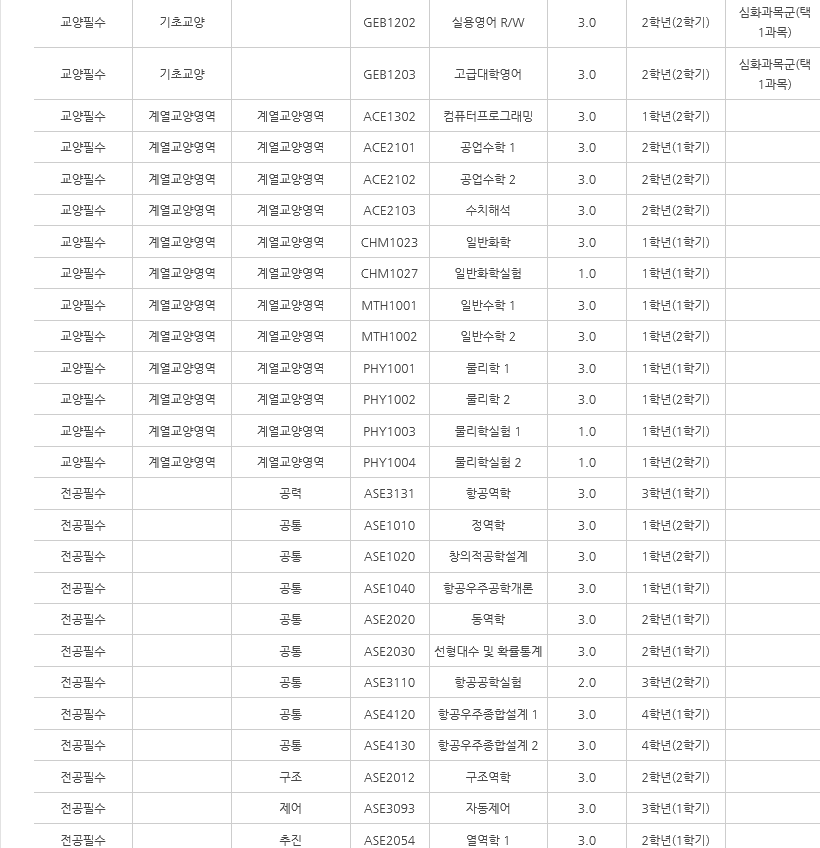 교양필수 기초교양 GEB1202 실용영어 R/W 3.0 2학년(2학기) 심화과목군(택
1과목)
교양필수 기초교양 GEB1203 고급대학영어 3.0 2학년(2학기) 심화과목군(택
1과목)
교양필수 계열교양영역 계열교양영역 ACE1302 컴퓨터프로그래밍 3.0 1학년(2학기)
교양필수 계열교양영역 계열교양영역 ACE2101 공업수학 1 3.0 2학년(1학기)
교양필수 계열교양영역 계열교양영역 ACE2102 공업수학 2 3.0 2학년(2학기)
교양필수 계열교양영역 계열교양영역 ACE2103 수치해석 3.0 2학년(2학기)
교양필수 계열교양영역 계열교양영역 CHM1023 일반화학 3.0 1학년(1학기)
교양필수 계열교양영역 계열교양영역 CHM1027 일반화학실험 1.0 1학년(1학기)
교양필수 계열교양영역 계열교양영역 MTH1001 일반수학 1 3.0 1학년(1학기)
교양필수 계열교양영역 계열교양영역 MTH1002 일반수학 2 3.0 1학년(2학기)
교양필수 계열교양영역 계열교양영역 PHY1001 물리학 1 3.0 1학년(1학기)
교양필수 계열교양영역 계열교양영역 PHY1002 물리학 2 3.0 1학년(2학기)
교양필수 계열교양영역 계열교양영역 PHY1003 물리학실험 1 1.0 1학년(1학기)
교양필수 계열교양영역 계열교양영역 PHY1004 물리학실험 2 1.0 1학년(2학기)
전공필수 공력 ASE3131 항공역학 3.0 3학년(1학기)
전공필수 공통 ASE1010 정역학 3.0 1학년(2학기)
전공필수 공통 ASE1020 창의적공학설계 3.0 1학년(2학기)
전공필수 공통 ASE1040 항공우주공학개론 3.0 1학년(1학기)
전공필수 공통 ASE2020 동역학 3.0 2학년(1학기)
전공필수 공통 ASE2030 선형대수 및 확률통계 3.0 2학년(1학기)
전공필수 공통 ASE3110 항공공학실험 2.0 3학년(2학기)
전공필수 공통 ASE4120 항공우주종합설계 1 3.0 4학년(1학기)
전공필수 공통 ASE4130 항공우주종합설계 2 3.0 4학년(2학기)
전공필수 구조 ASE2012 구조역학 3.0 2학년(2학기)
전공필수 제어 ASE3093 자동제어 3.0 3학년(1학기)
전공필수 추진 ASE2054 열역학 1 3.0 2학년(1학기)